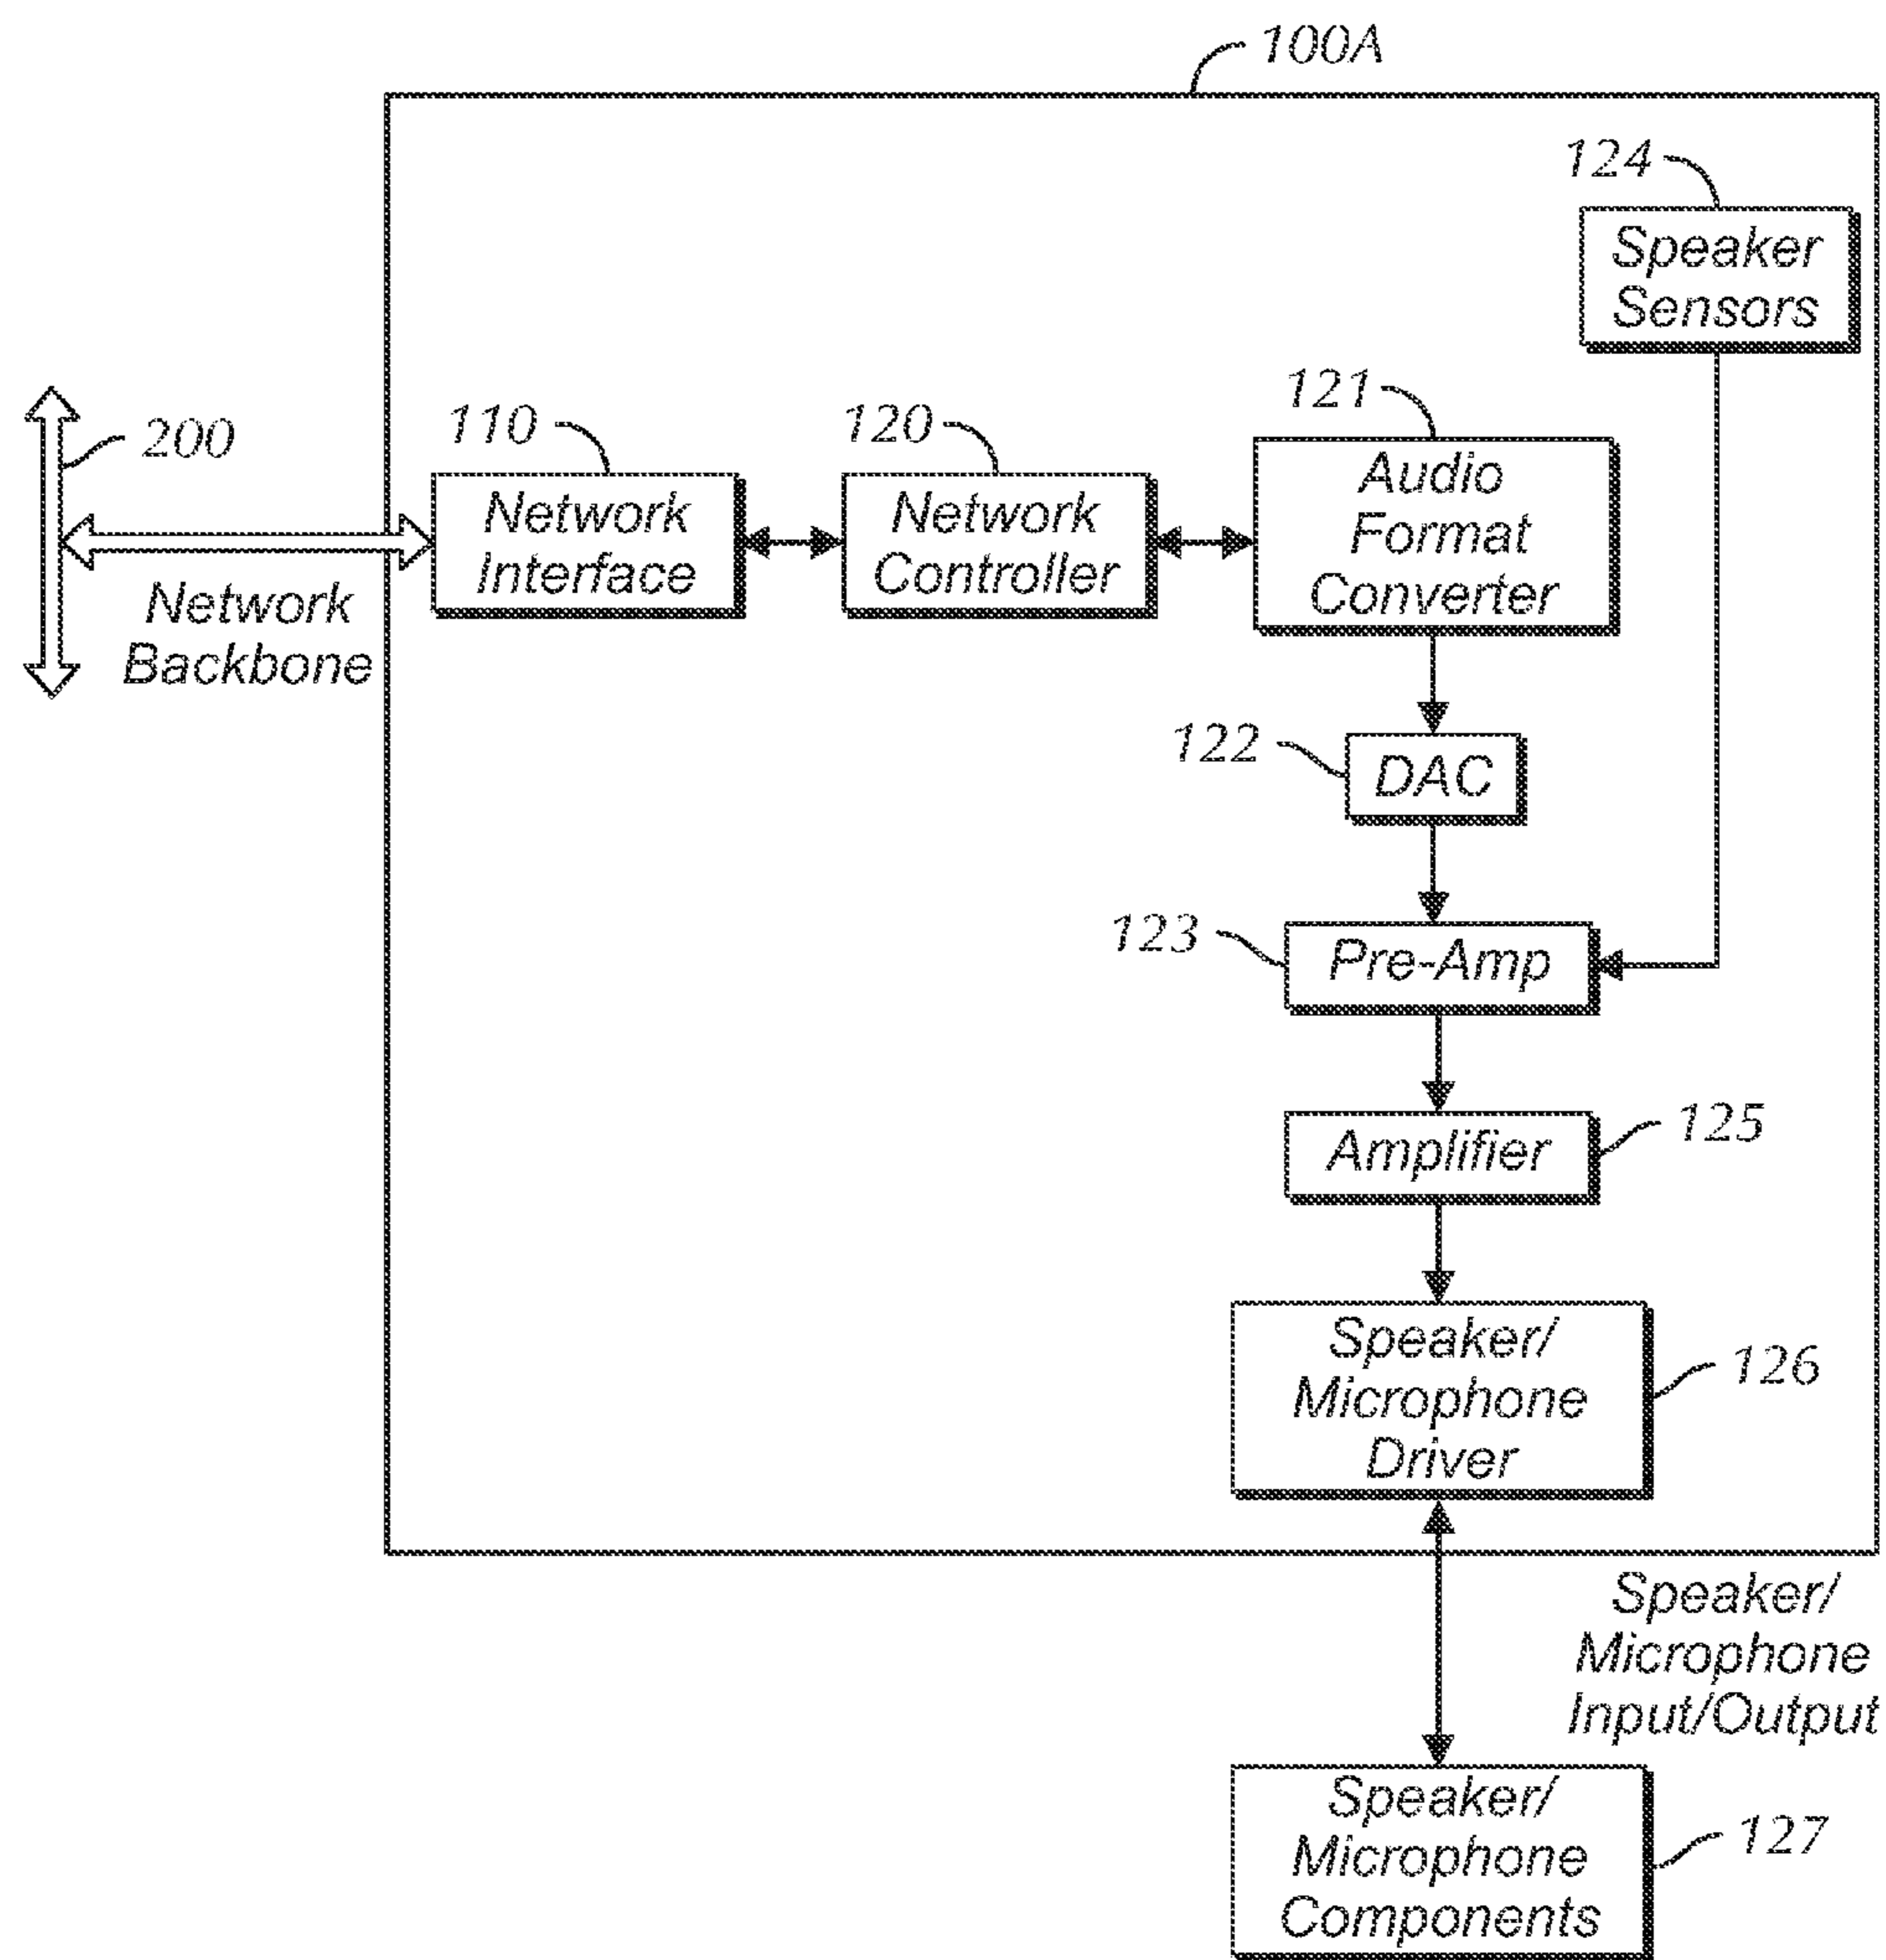 100A
124
Speaker
Sensors
121
110
120
200
Audio
Format
Converter
Network
Interface
Network
Controller
Network
Backbone
122
DAC
123
Pre-Amp
125
Amplifier
Speaker/
Microphone
Driver
126
Speaker/
Microphone
Input/Output
Speaker/
Microphone
Components
127